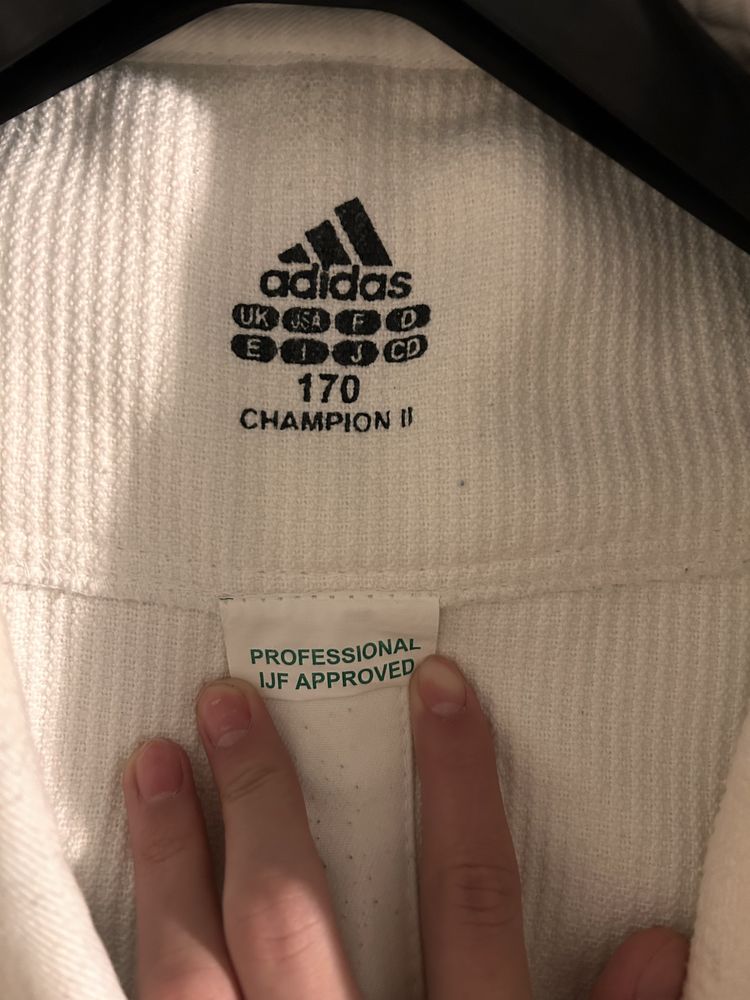 adidas
UK USA F D
E I J CD
170
CHAMPION II
PROFESSIONAL
IJF APPROVED